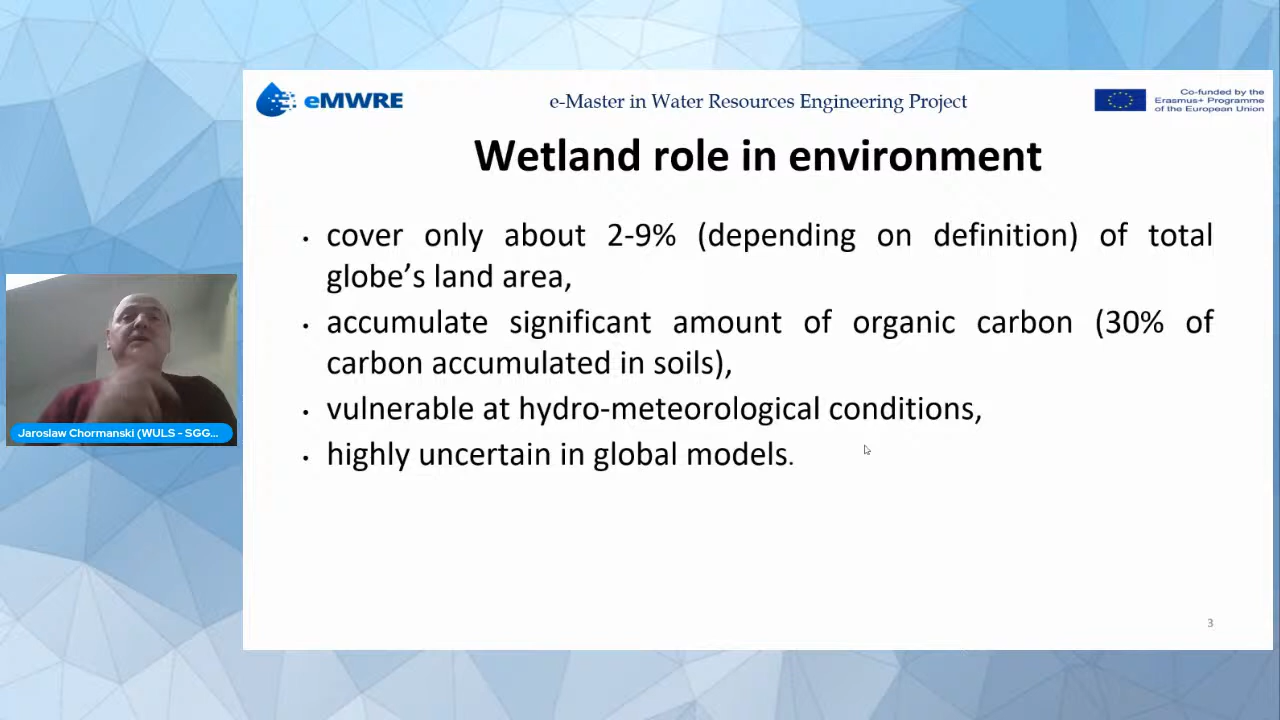 eMWRE
e-Master in Water Resources Engineering Project
Co-funded by the
Erasmus+ Programme
of the European Union
Wetland role in environment
• cover only about 2-9% (depending on definition) of total
globe’s land area,
• accumulate significant amount of organic carbon (30% of
carbon accumulated in soils),
• vulnerable at hydro-meteorological conditions,
• highly uncertain in global models.
Jaroslaw Chormanski (WULS - SGG...
3